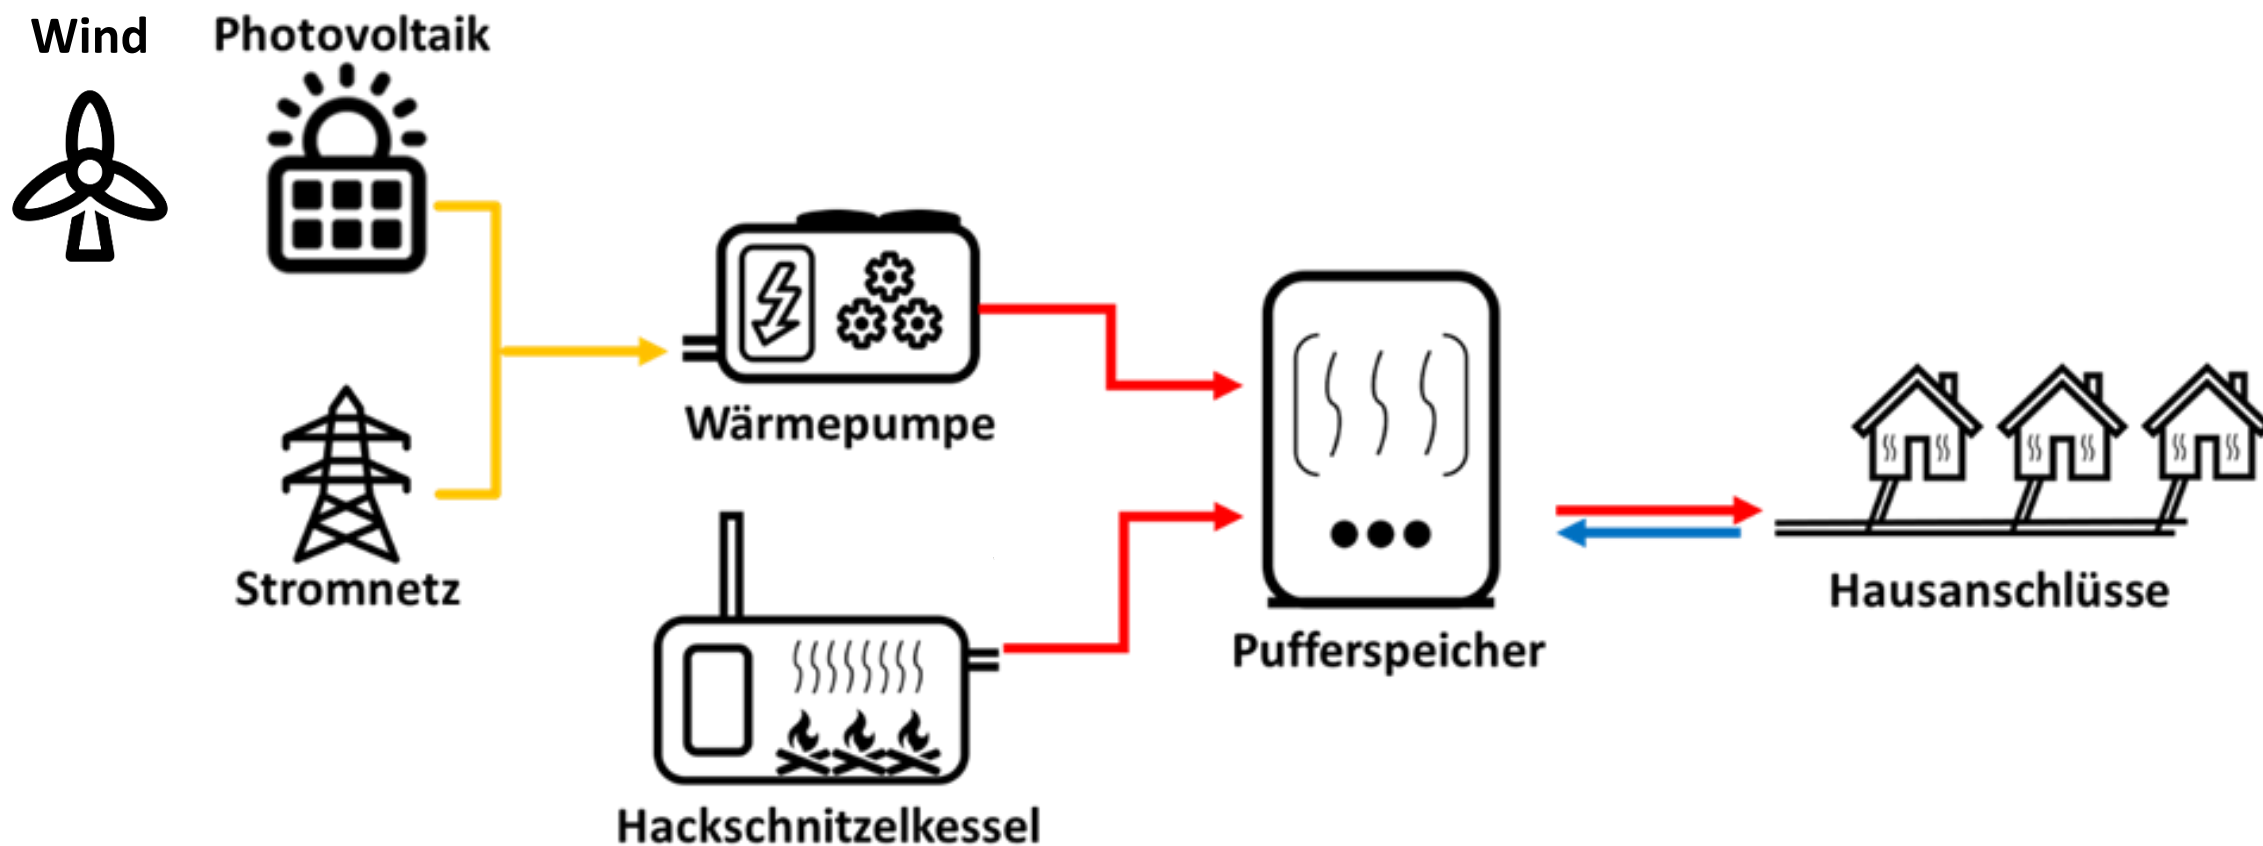 Wind
Photovoltaik
Wärmepumpe
Stromnetz
Hausanschlüsse
Pufferspeicher
Hackschnitzelkessel